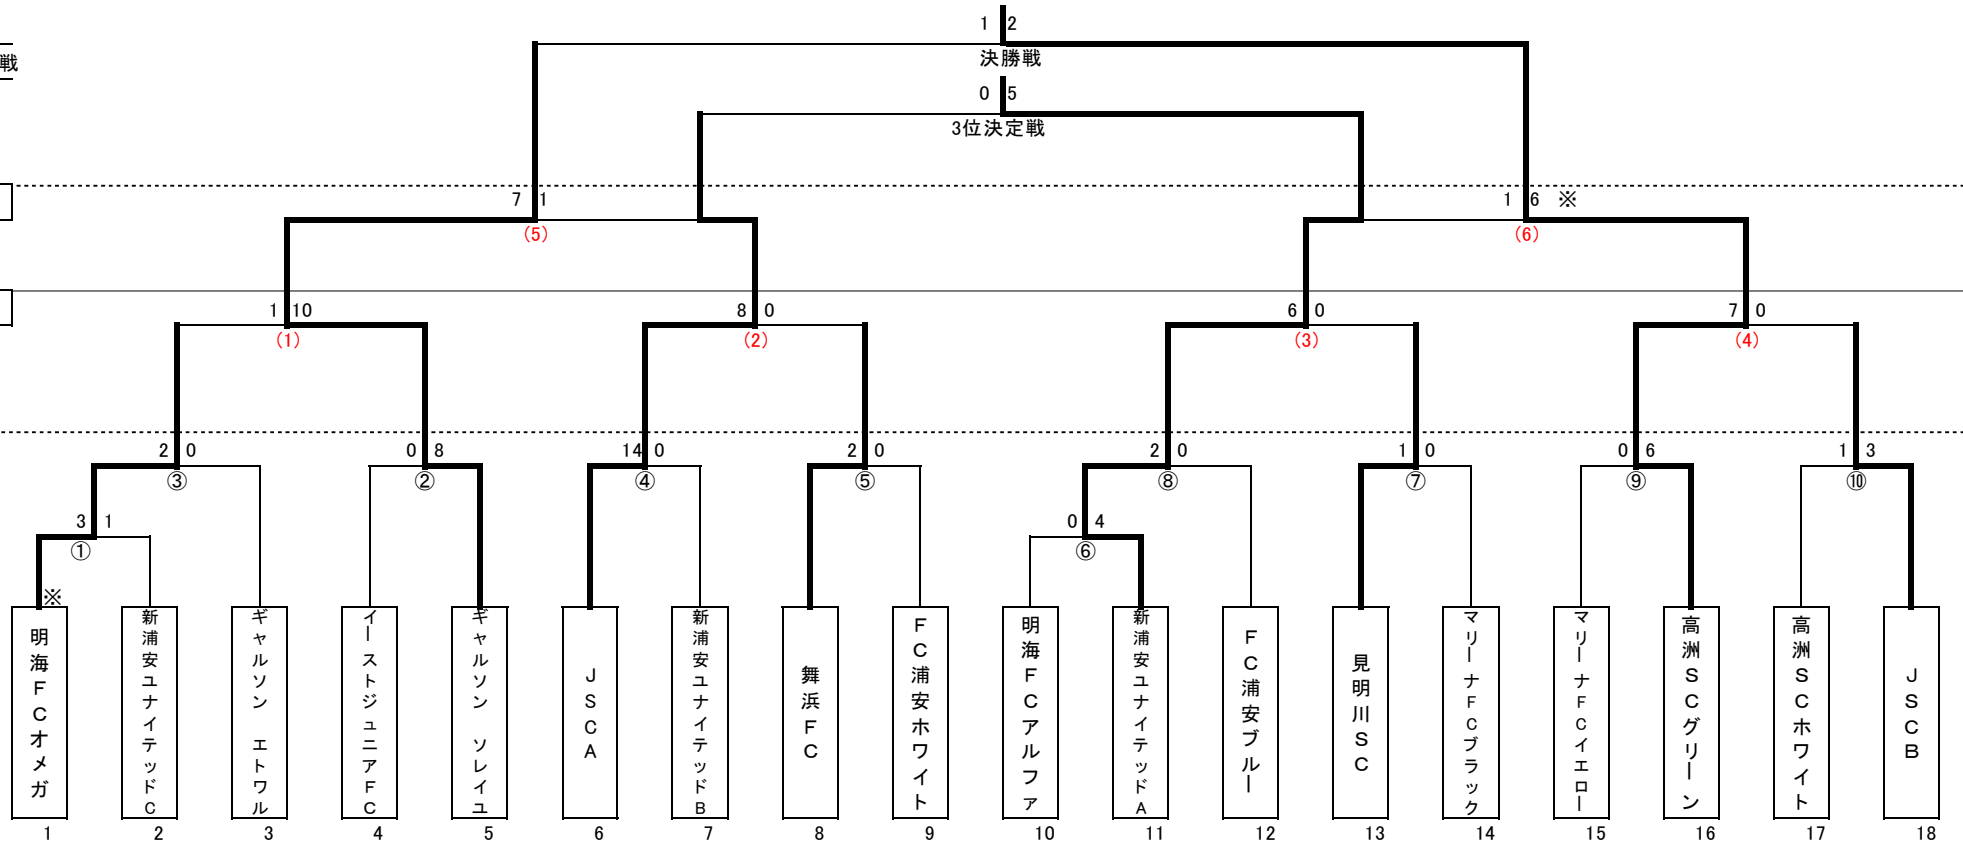 1 2
決勝戦
戦
0 5
3位決定戦
7 1
1 6 ※
(5)
(6)
1 10
8 0
6 0
7 0
(1)
(2)
(3)
(4)
2 0
0 8
14 0
2 0
2 0
1 0
0 6
1 3
③
②
④
⑤
⑧
⑦
⑨
⑩
3 1
0 4
①
⑥
※
明海FCオメガ
新浦安ユナイテッドC
ギャルソン エトワル
イーストジュニアFC
ギャルソン ソレイユ
JSCA
新浦安ユナイテッドB
舞浜FC
FC浦安ホワイト
明海FCアルファ
新浦安ユナイテッドA
FC浦安ブルー
見明川SC
マリーナFCブラック
マリーナFCイエロー
高洲SCグリーン
高洲SCホワイト
JSCB
1 2 3 4 5 6 7 8 9 10 11 12 13 14 15 16 17 18